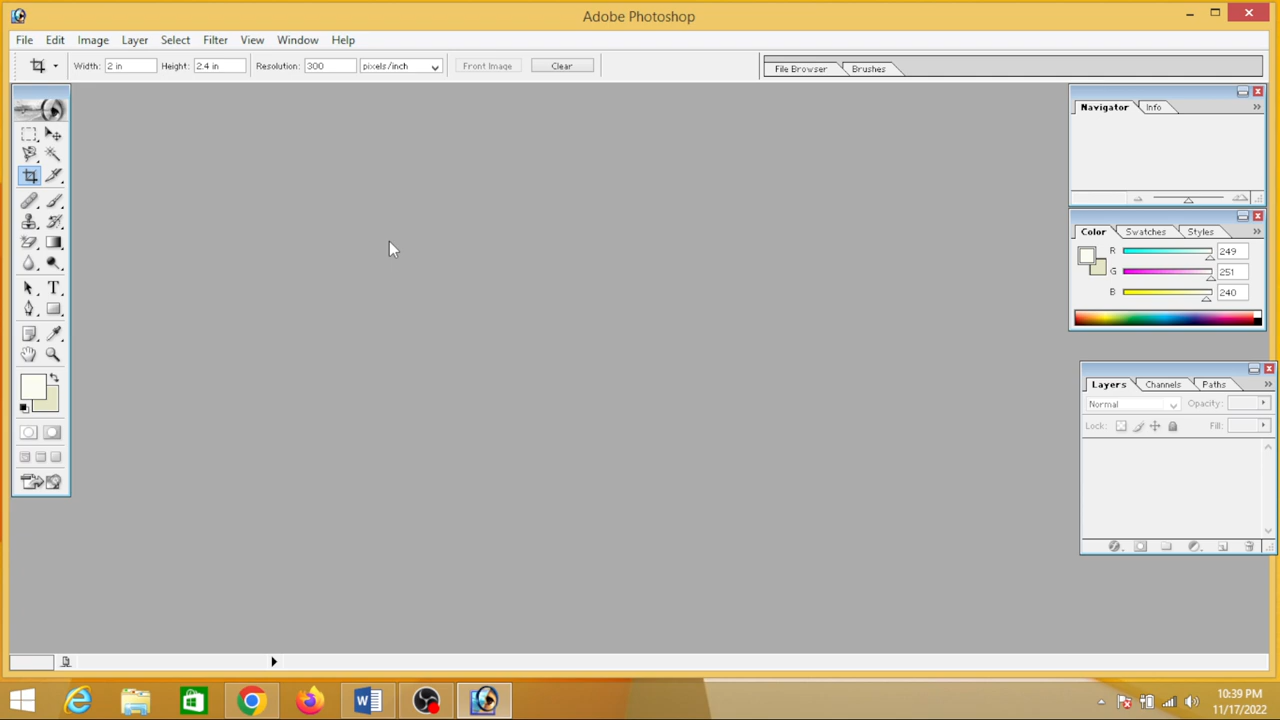 Adobe Photoshop
File Edit Image Layer Select Filter View Window Help
Width: 2 in Height: 2.4 in Resolution: 300 pixels/inch Front Image Clear File Browser Brushes
Navigator Info
Color Swatches Styles
R 249
G 251
B 240
Layers Channels Paths
Normal Opacity:
Lock: Fill:
10:39 PM
11/17/2022